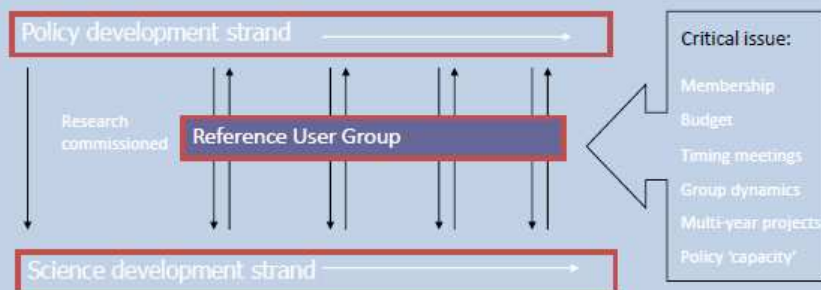 Policy development strand
Critical issue:
Membership
Research
commissioned
Budget
Reference User Group
Timing meetings
Group dynamics
Multi-year projects
Policy 'capacity'
Science development strand